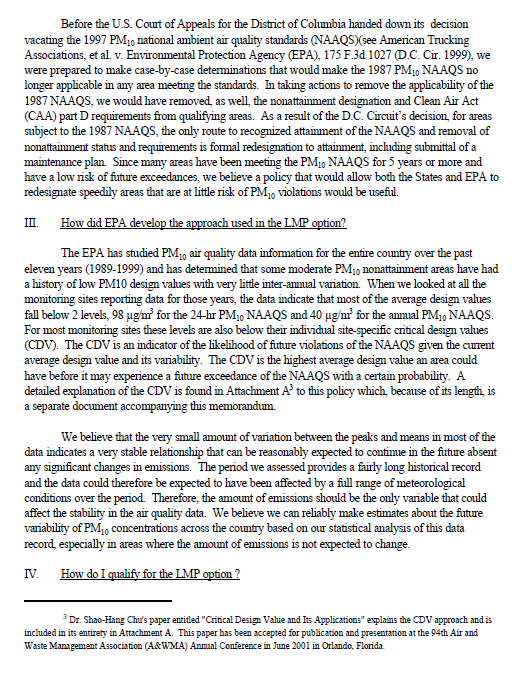 Before the U.S. Court of Appeals for the District of Columbia handed down its decision
vacating the 1997 PM10 national ambient air quality standards (NAAQS)(see American Trucking
Associations, et al. v. Environmental Protection Agency (EPA), 175 F.3d 1027 (D.C. Cir. 1999), we
were prepared to make case-by-case determinations that would make the 1987 PM10 NAAQS no
longer applicable in any area meeting the standards. In taking actions to remove the applicability of the
1987 NAAQS, we would have removed, as well, the nonattainment designation and Clean Air Act
(CAA) part D requirements from qualifying areas. As a result of the D.C. Circuit's decision, for areas
subject to the 1987 NAAQS, the only route to recognized attainment of the NAAQS and removal of
nonattainment status and requirements is formal redesignation to attainment, including submittal of a
maintenance plan. Since many areas have been meeting the PM10 NAAQS for 5 years or more and
have a low risk of future exceedances, we believe a policy that would allow both the States and EPA to
redesignate speedily areas that are at little risk of PM10 violations would be useful.
III. How did EPA develop the approach used in the LMP option?
The EPA has studied PM10 air quality data information for the entire country over the past
eleven years (1989-1999) and has determined that some moderate PM10 nonattainment areas have had
a history of low PM10 design values with very little inter-annual variation. When we looked at all the
monitoring sites reporting data for those years, the data indicate that most of the average design values
fall below 2 levels, 98 μg/m³ for the 24-hr PM10 NAAQS and 40 μg/m³ for the annual PM10 NAAQS.
For most monitoring sites these levels are also below their individual site-specific critical design values
(CDV). The CDV is an indicator of the likelihood of future violations of the NAAQS given the current
average design value and its variability. The CDV is the highest average design value an area could
have before it may experience a future exceedance of the NAAQS with a certain probability. A
detailed explanation of the CDV is found in Attachment A³ to this policy which, because of its length, is
a separate document accompanying this memorandum.
We believe that the very small amount of variation between the peaks and means in most of the
data indicates a very stable relationship that can be reasonably expected to continue in the future absent
any significant changes in emissions. The period we assessed provides a fairly long historical record
and the data could therefore be expected to have been affected by a full range of meteorological
conditions over the period. Therefore, the amount of emissions should be the only variable that could
affect the stability in the air quality data. We believe we can reliably make estimates about the future
variability of PM10 concentrations across the country based on our statistical analysis of this data
record, especially in areas where the amount of emissions is not expected to change.
IV. How do I qualify for the LMP option ?
³ Dr. Shao-Hang Chu's paper entitled "Critical Design Value and Its Applications" explains the CDV approach and is
included in its entirety in Attachment A. This paper has been accepted for publication and presentation at the 94th Air and
Waste Management Association (A&WMA) Annual Conference in June 2001 in Orlando, Florida.